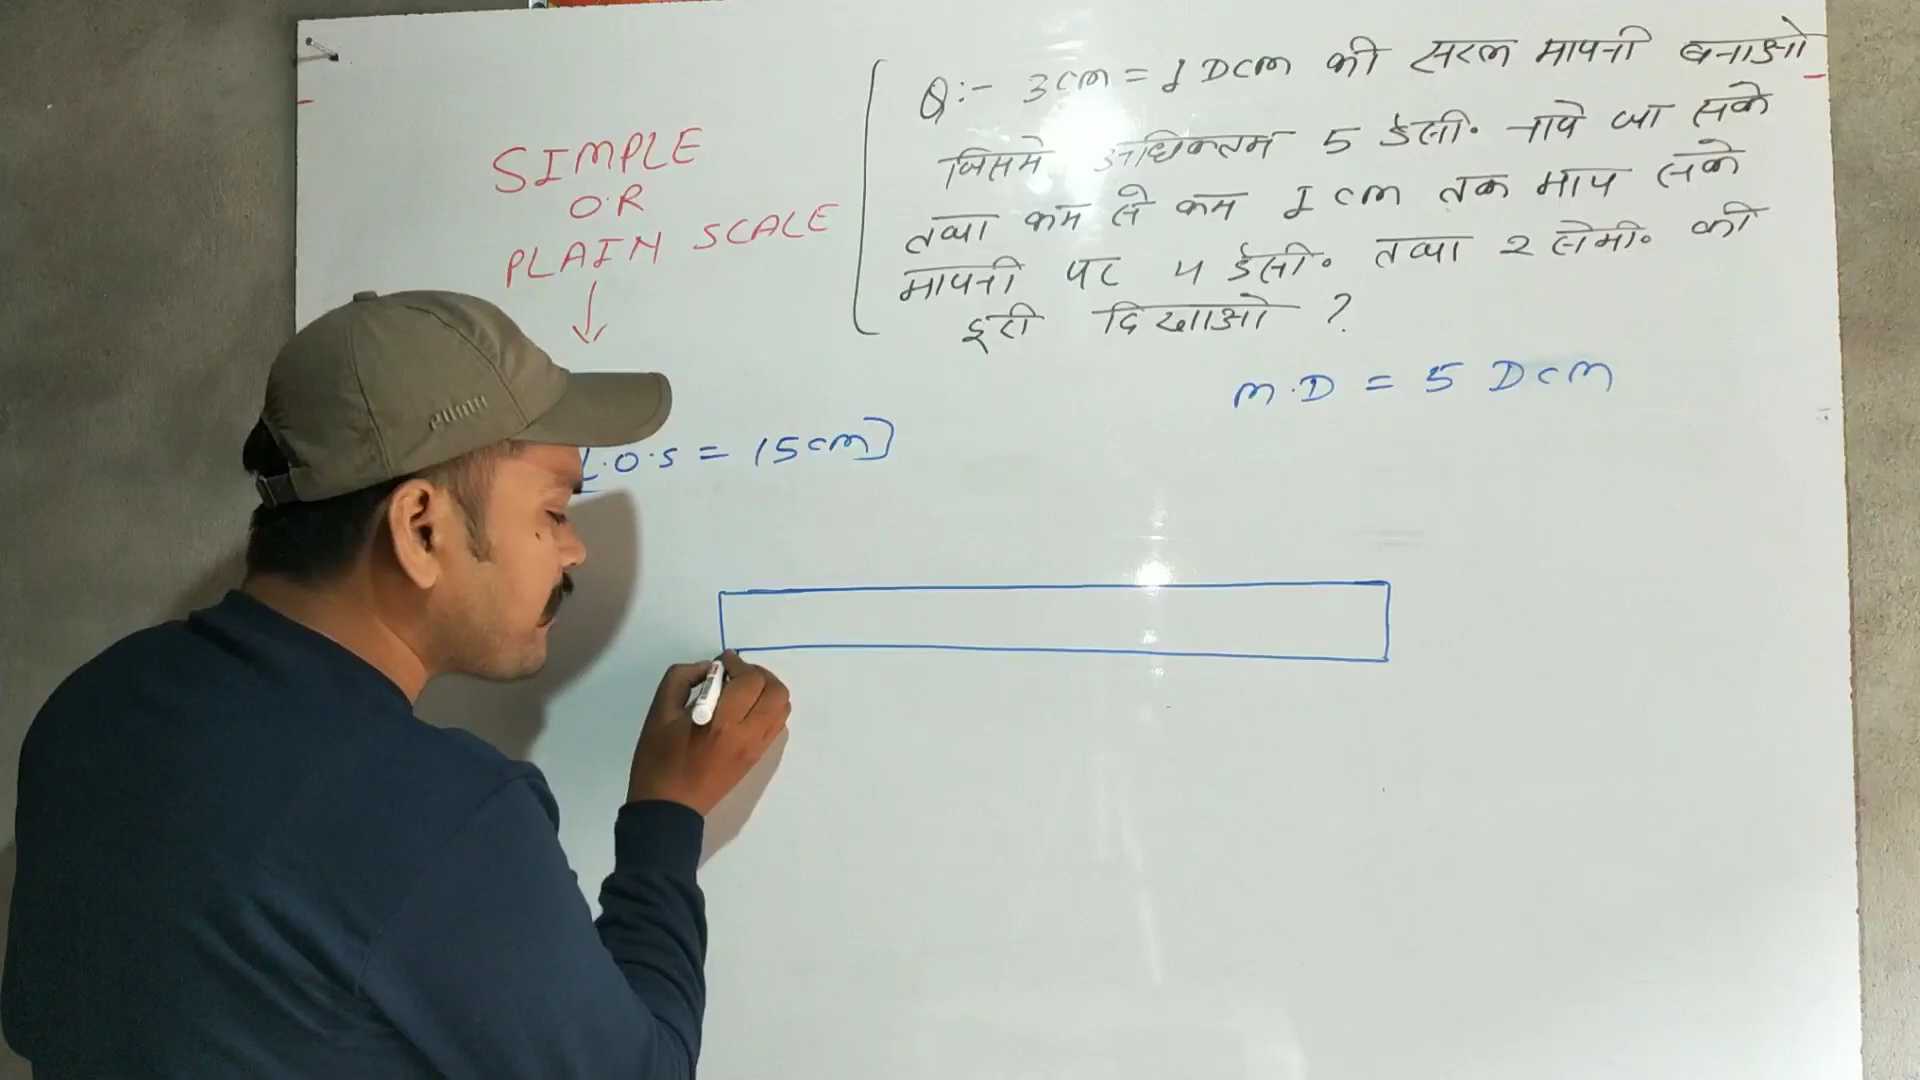 SIMPLE
OR
PLAIN SCALE
Q:- 3cm = 1 Dcm की सरल मापनी बनाओ
जिसमे अधिकतम 5 डेसी. नापे जा सके
तथा कम से कम 1 cm तक माप सके
मापनी पर 4 डेसी. तथा 2 सेमी. की
दूरी दिखाओ ?
M.D = 5 Dcm
L.O.S = 15cm]
PUMA